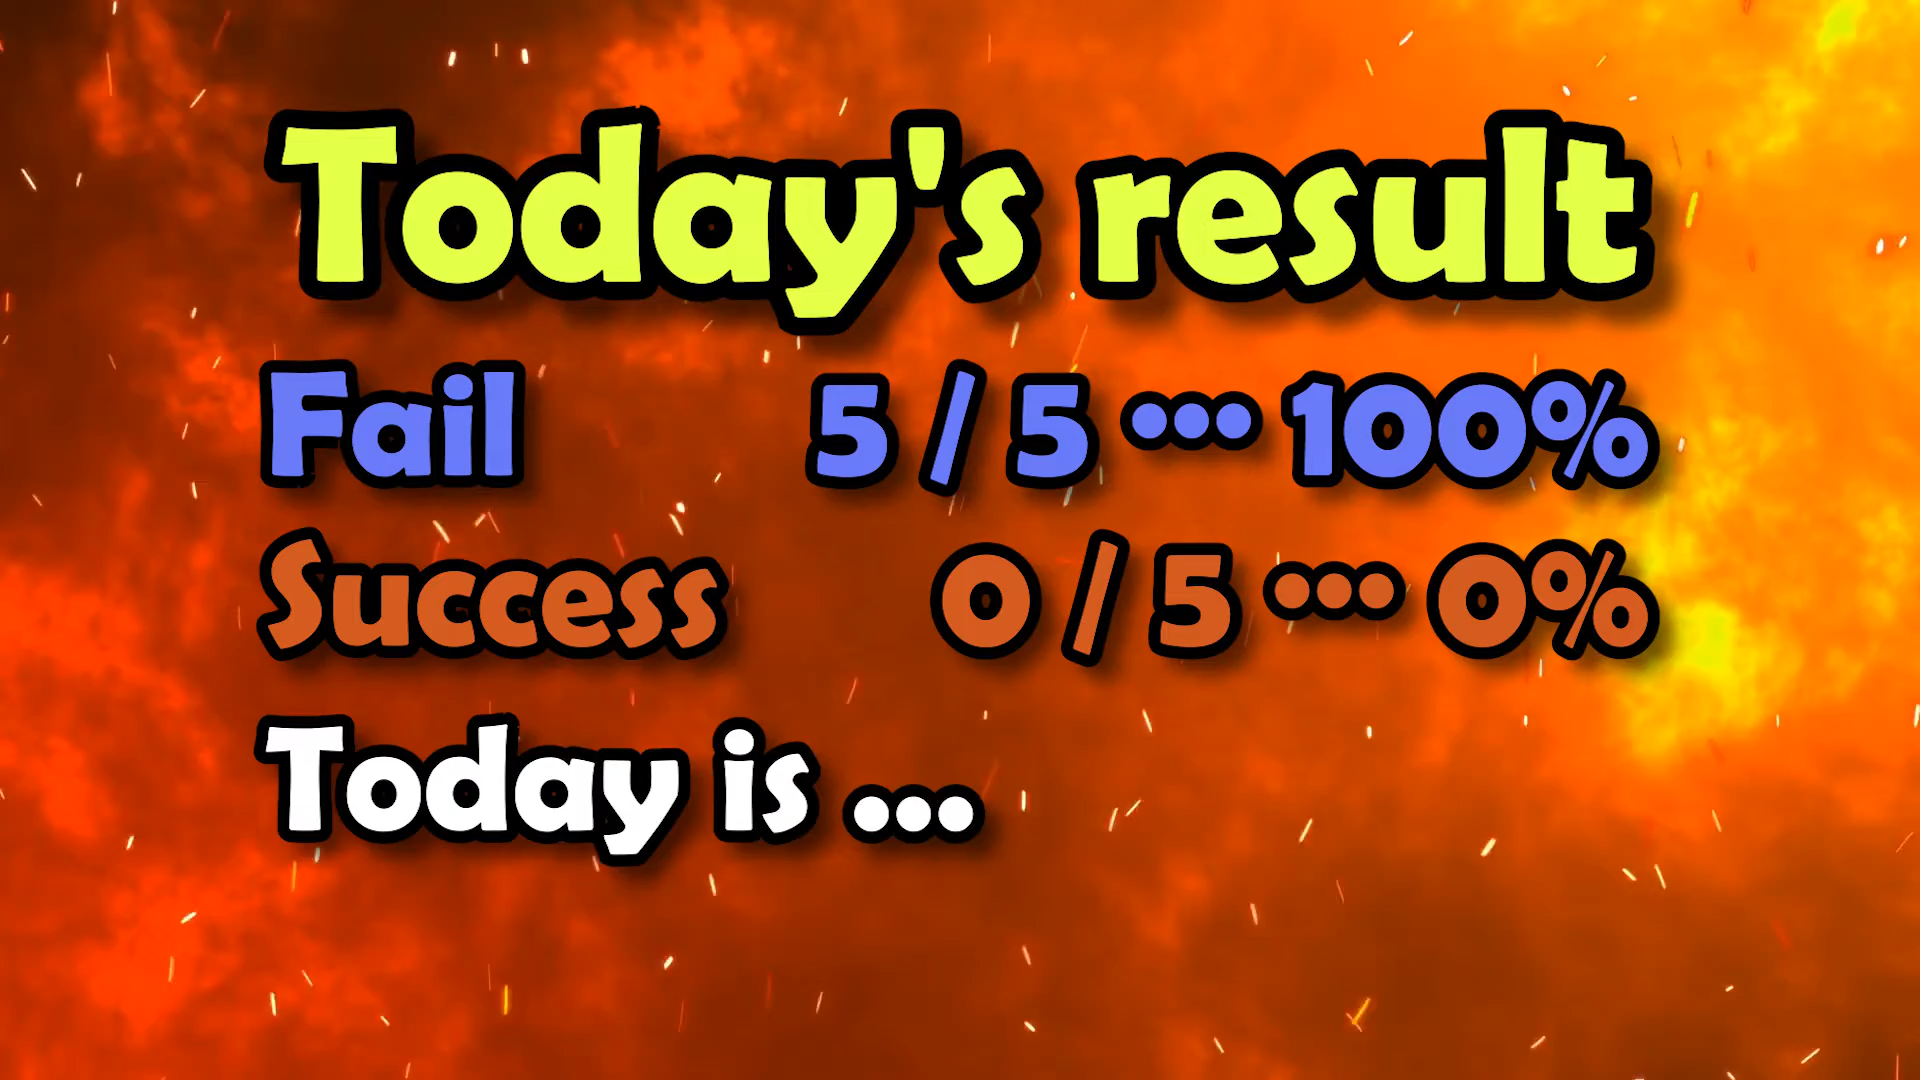 Today's result
Fail 5 / 5 ··· 100%
Success 0 / 5 ··· 0%
Today is ...